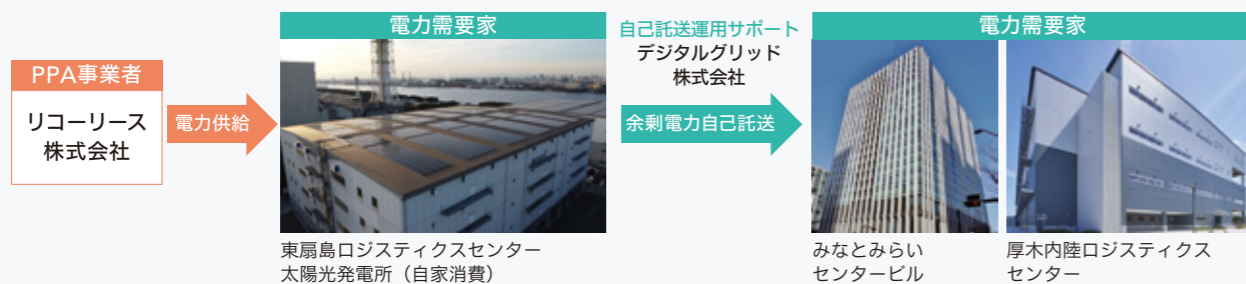 PPA事業者
リコーリース
株式会社
電力供給
電力需要家
東扇島ロジスティクスセンター
太陽光発電所（自家消費）
自己託送運用サポート
デジタルグリッド
株式会社
余剰電力自己託送
電力需要家
みなとみらい
センタービル
厚木内陸ロジスティクス
センター